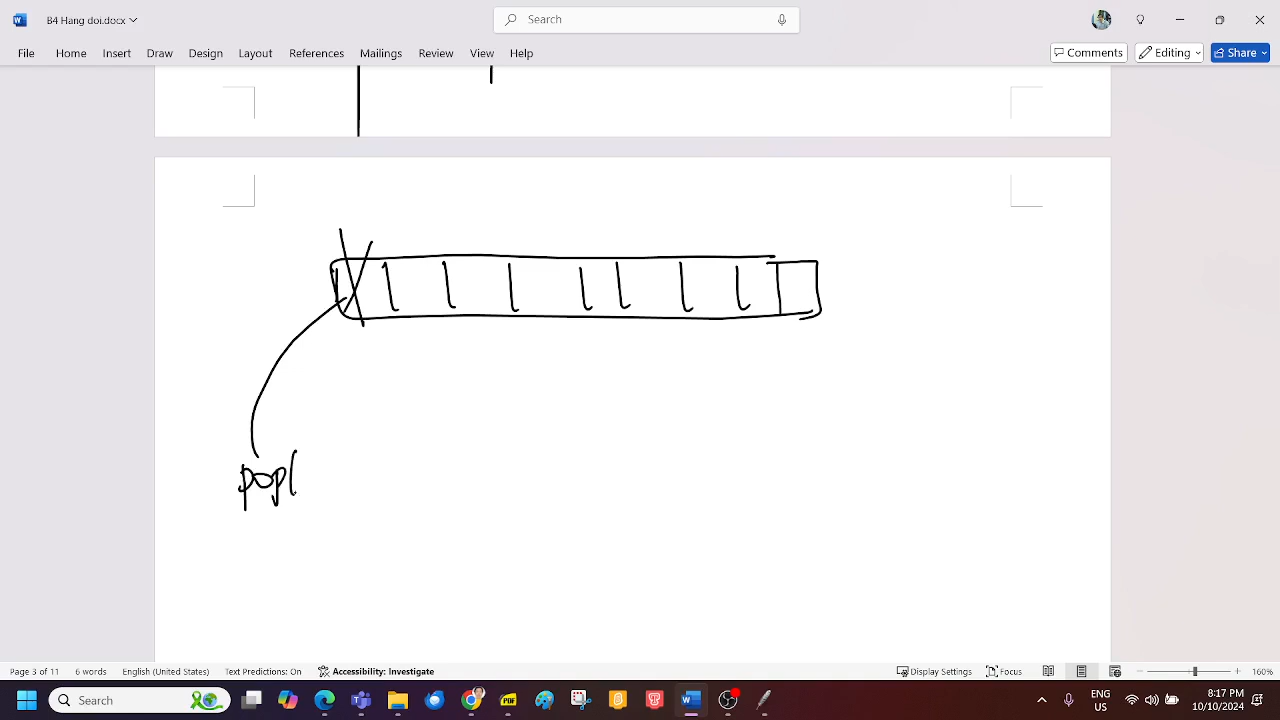 B4 Hang doi.docx
Search
File Home Insert Draw Design Layout References Mailings Review View Help
Comments Editing Share
pop(
Page 3 of 11 6 words English (United States) Text Predictions: On Accessibility: Investigate Display Settings Focus 160%
Search PDF ENG US 8:17 PM 10/10/2024